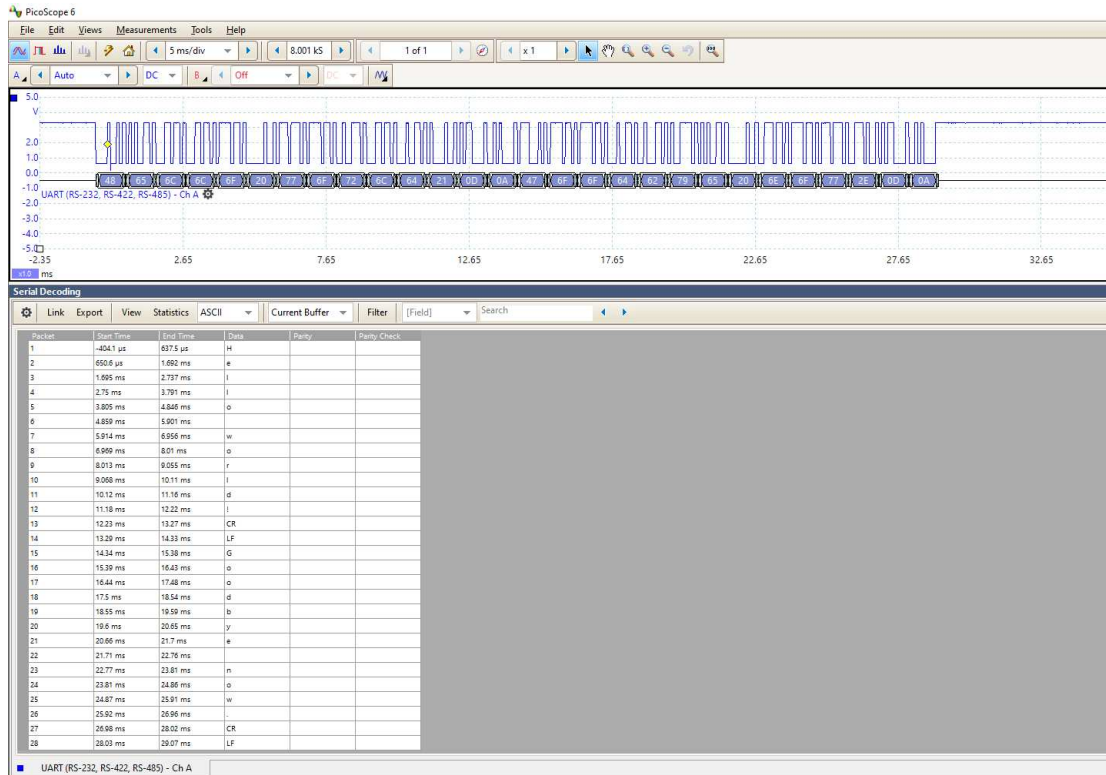 PicoScope 6
File Edit Views Measurements Tools Help
5 ms/div 8.001 kS 1 of 1 x 1
A Auto DC B Off DC
5.0
V
2.0
1.0
0.0
-1.0
48 65 6C 6C 6F 20 77 6F 72 6C 64 21 0D 0A 47 6F 6F 64 62 79 65 20 6E 6F 77 2E 0D 0A
UART (RS-232, RS-422, RS-485) - Ch A
-2.0
-3.0
-4.0
-5.0
-2.35 2.65 7.65 12.65 17.65 22.65 27.65 32.65
x1.0 ms
Serial Decoding
Link Export View Statistics ASCII Current Buffer Filter [Field] Search
Packet Start Time End Time Data Parity Parity Check
1 -404.1 µs 637.5 µs H
2 650.6 µs 1.692 ms e
3 1.695 ms 2.737 ms l
4 2.75 ms 3.791 ms l
5 3.805 ms 4.846 ms o
6 4.859 ms 5.901 ms
7 5.914 ms 6.956 ms w
8 6.969 ms 8.01 ms o
9 8.013 ms 9.055 ms r
10 9.068 ms 10.11 ms l
11 10.12 ms 11.16 ms d
12 11.18 ms 12.22 ms !
13 12.23 ms 13.27 ms CR
14 13.29 ms 14.33 ms LF
15 14.34 ms 15.38 ms G
16 15.39 ms 16.43 ms o
17 16.44 ms 17.48 ms o
18 17.5 ms 18.54 ms d
19 18.55 ms 19.59 ms b
20 19.6 ms 20.65 ms y
21 20.66 ms 21.7 ms e
22 21.71 ms 22.76 ms
23 22.77 ms 23.81 ms n
24 23.81 ms 24.86 ms o
25 24.87 ms 25.91 ms w
26 25.92 ms 26.96 ms .
27 26.98 ms 28.02 ms CR
28 28.03 ms 29.07 ms LF
UART (RS-232, RS-422, RS-485) - Ch A